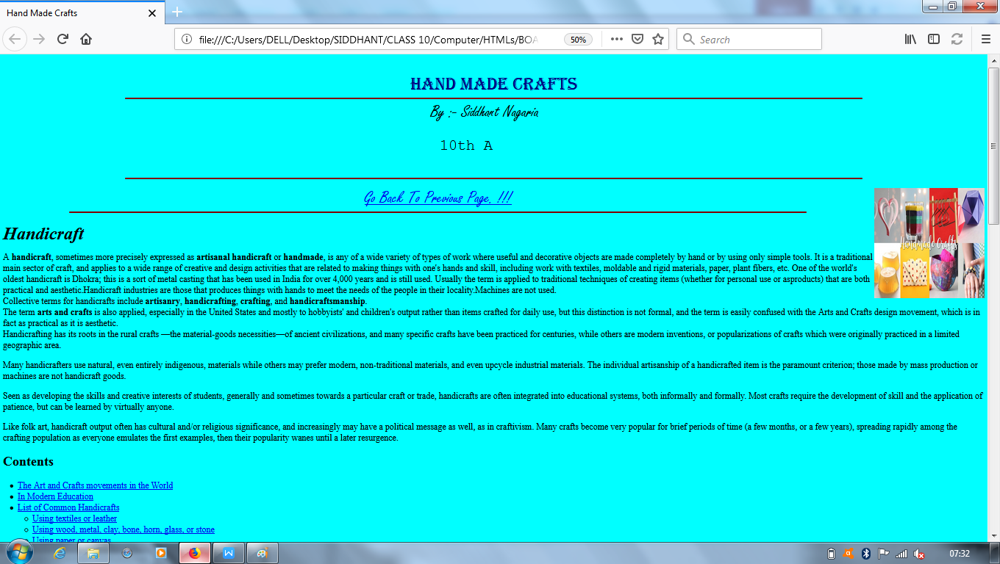 Hand Made Crafts
file:///C:/Users/DELL/Desktop/SIDDHANT/CLASS 10/Computer/HTMLs/BOA
50%
Search
HAND MADE CRAFTS
By :- Siddhant Nagaria
10th A
Go Back To Previous Page. !!!
Handmade Crafts
Handicraft
A handicraft, sometimes more precisely expressed as artisanal handicraft or handmade, is any of a wide variety of types of work where useful and decorative objects are made completely by hand or by using only simple tools. It is a traditional
main sector of craft, and applies to a wide range of creative and design activities that are related to making things with one's hands and skill, including work with textiles, moldable and rigid materials, paper, plant fibers, etc. One of the world's
oldest handicraft is Dhokra; this is a sort of metal casting that has been used in India for over 4,000 years and is still used. Usually the term is applied to traditional techniques of creating items (whether for personal use or asproducts) that are both
practical and aesthetic.Handicraft industries are those that produces things with hands to meet the needs of the people in their locality.Machines are not used.
Collective terms for handicrafts include artisanry, handicrafting, crafting, and handicraftsmanship.
The term arts and crafts is also applied, especially in the United States and mostly to hobbyists' and children's output rather than items crafted for daily use, but this distinction is not formal, and the term is easily confused with the Arts and Crafts design movement, which is in
fact as practical as it is aesthetic.
Handicrafting has its roots in the rural crafts —the material-goods necessities—of ancient civilizations, and many specific crafts have been practiced for centuries, while others are modern inventions, or popularizations of crafts which were originally practiced in a limited
geographic area.
Many handicrafters use natural, even entirely indigenous, materials while others may prefer modern, non-traditional materials, and even upcycle industrial materials. The individual artisanship of a handicrafted item is the paramount criterion; those made by mass production or
machines are not handicraft goods.
Seen as developing the skills and creative interests of students, generally and sometimes towards a particular craft or trade, handicrafts are often integrated into educational systems, both informally and formally. Most crafts require the development of skill and the application of
patience, but can be learned by virtually anyone.
Like folk art, handicraft output often has cultural and/or religious significance, and increasingly may have a political message as well, as in craftivism. Many crafts become very popular for brief periods of time (a few months, or a few years), spreading rapidly among the
crafting population as everyone emulates the first examples, then their popularity wanes until a later resurgence.
Contents
The Art and Crafts movements in the World
In Modern Education
List of Common Handicrafts
Using textiles or leather
Using wood, metal, clay, bone, horn, glass, or stone
Using paper or canvas
07:32